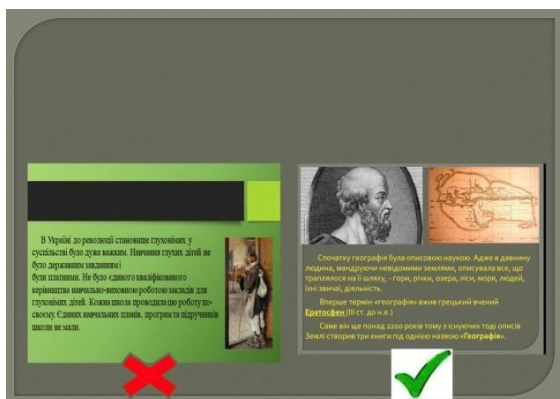 В Україні до революції становище глухонімих у
суспільстві було дуже важким. Навчання глухих дітей не
було державним завданням і
були платними. Не було єдиного кваліфікованого
керівництва навчально-виховною роботою закладів для
глухонімих дітей. Кожна школа проводила цю роботу по-
своєму. Єдиних навчальних планів, програм та підручників
школи не мали.
Спочатку географія була описовою наукою. Адже в давнину
людина, мандруючи невідомими землями, описувала все, що
траплялося на її шляху, - гори, річки, озера, ліси, моря, людей,
їхні звичаї, діяльність.
Вперше термін «географія» вжив грецький вчений
Ератосфен (III ст. до н.е.)
Саме він ще понад 2200 років тому з існуючих тоді описів
Землі створив три книги під однією назвою «Географія».